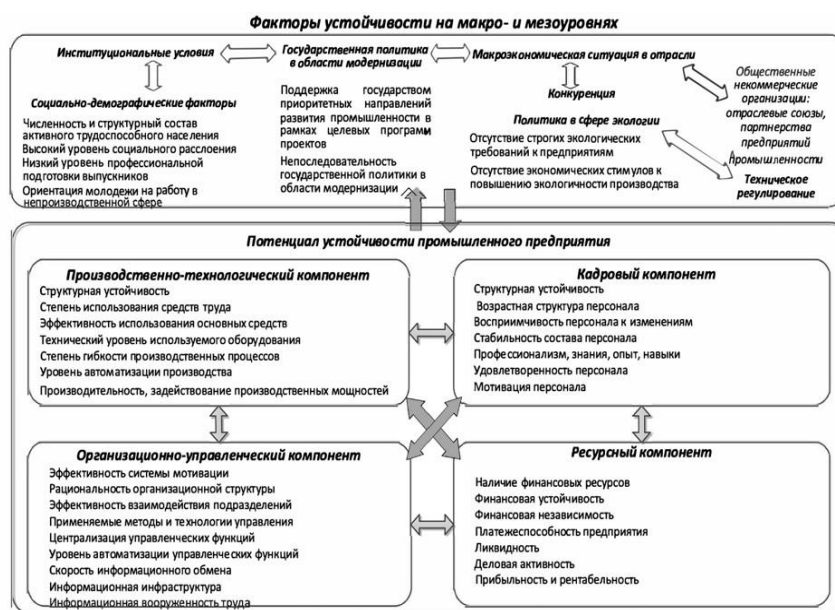 Факторы устойчивости на макро- и мезоуровнях
Институциональные условия
Государственная политика
в области модернизации
Макроэкономическая ситуация в отрасли
Социально-демографические факторы
Численность и структурный состав
активного трудоспособного населения
Высокий уровень социального расслоения
Низкий уровень профессиональной
подготовки выпускников
Ориентация молодежи на работу в
непроизводственной сфере
Поддержка государством
приоритетных направлений
развития промышленности в
рамках целевых программ и
проектов
Непоследовательность
государственной политики в
области модернизации
Конкуренция
Политика в сфере экологии
Отсутствие строгих экологических
требований к предприятиям
Отсутствие экономических стимулов к
повышению экологичности производства
Общественные
некоммерческие
организации:
отраслевые союзы,
партнерства
предприятий
промышленности
Техническое
регулирование
Потенциал устойчивости промышленного предприятия
Производственно-технологический компонент
Структурная устойчивость
Степень использования средств труда
Эффективность использования основных средств
Технический уровень используемого оборудования
Степень гибкости производственных процессов
Уровень автоматизации производства
Производительность, задействование производственных мощностей
Кадровый компонент
Структурная устойчивость
Возрастная структура персонала
Восприимчивость персонала к изменениям
Стабильность состава персонала
Профессионализм, знания, опыт, навыки
Удовлетворенность персонала
Мотивация персонала
Организационно-управленческий компонент
Эффективность системы мотивации
Рациональность организационной структуры
Эффективность взаимодействия подразделений
Применяемые методы и технологии управления
Централизация управленческих функций
Уровень автоматизации управленческих функций
Скорость информационного обмена
Информационная инфраструктура
Информационная вооруженность труда
Ресурсный компонент
Наличие финансовых ресурсов
Финансовая устойчивость
Финансовая независимость
Платежеспособность предприятия
Ликвидность
Деловая активность
Прибыльность и рентабельность